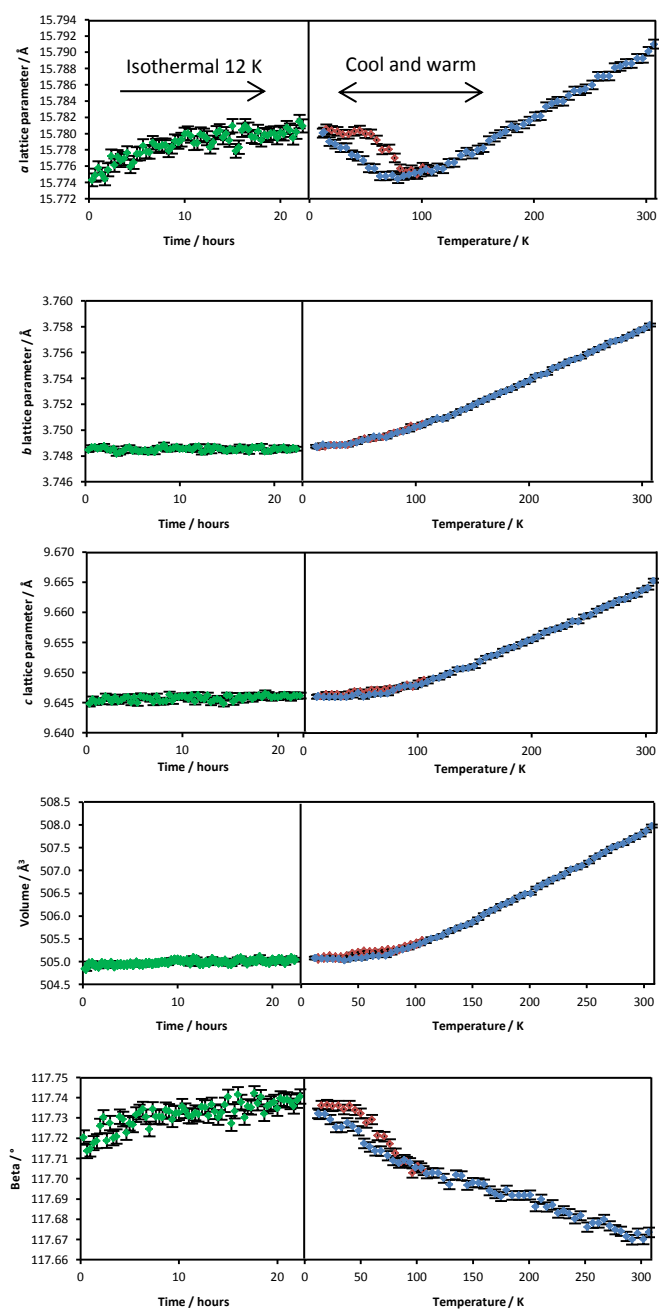 15.794
15.792
15.790
15.788
15.786
15.784
15.782
15.780
15.778
15.776
15.774
15.772
a lattice parameter / Å
Isothermal 12 K
Cool and warm
0 10 20 0 100 200 300
Time / hours
Temperature / K
3.760
3.758
3.756
3.754
3.752
3.750
3.748
3.746
b lattice parameter / Å
0 10 20 0 100 200 300
Time / hours
Temperature / K
9.670
9.665
9.660
9.655
9.650
9.645
9.640
c lattice parameter / Å
0 10 20 0 100 200 300
Time / hours
Temperature / K
508.5
508.0
507.5
507.0
506.5
506.0
505.5
505.0
504.5
Volume / Å³
0 10 20 0 50 100 150 200 250 300
Time / hours
Temperature / K
117.75
117.74
117.73
117.72
117.71
117.70
117.69
117.68
117.67
117.66
Beta / °
0 10 20 0 50 100 150 200 250 300
Time / hours
Temperature / K